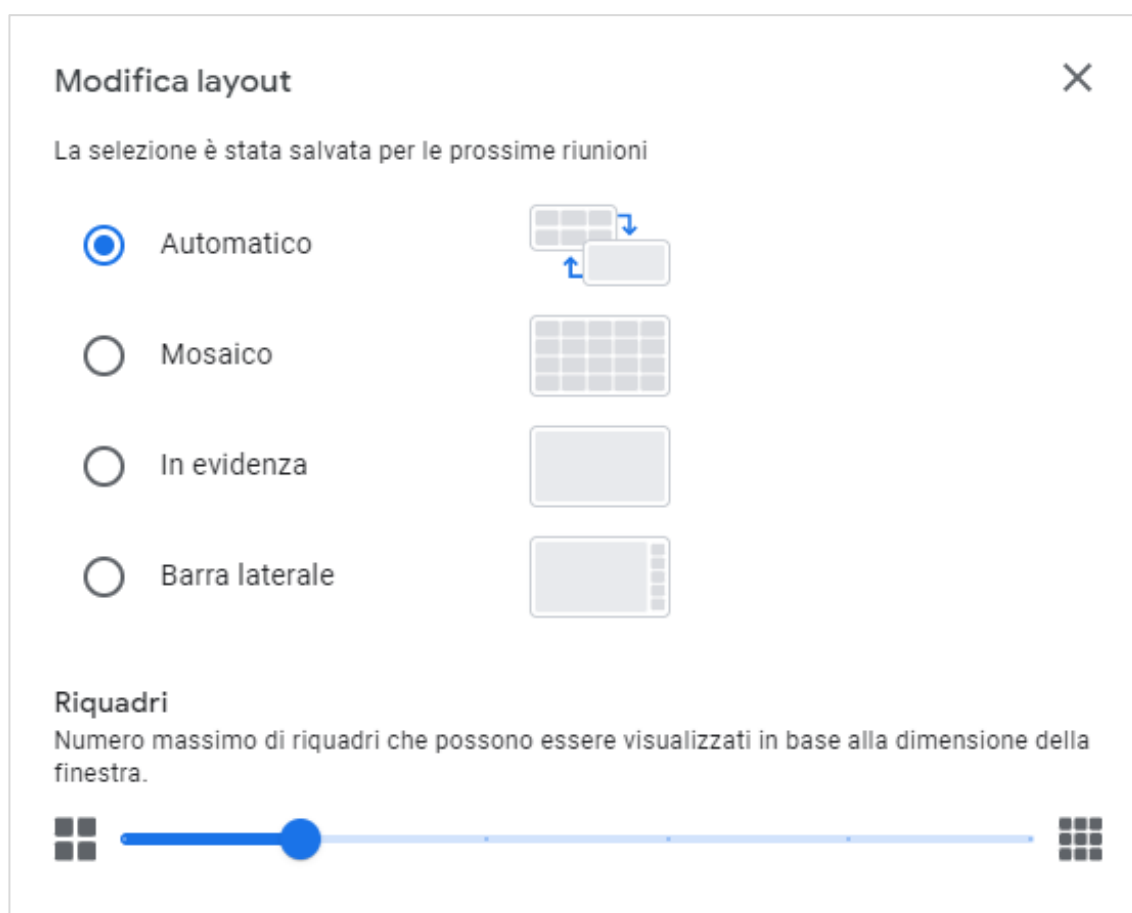 Modifica layout
La selezione è stata salvata per le prossime riunioni
Automatico
Mosaico
In evidenza
Barra laterale
Riquadri
Numero massimo di riquadri che possono essere visualizzati in base alla dimensione della
finestra.